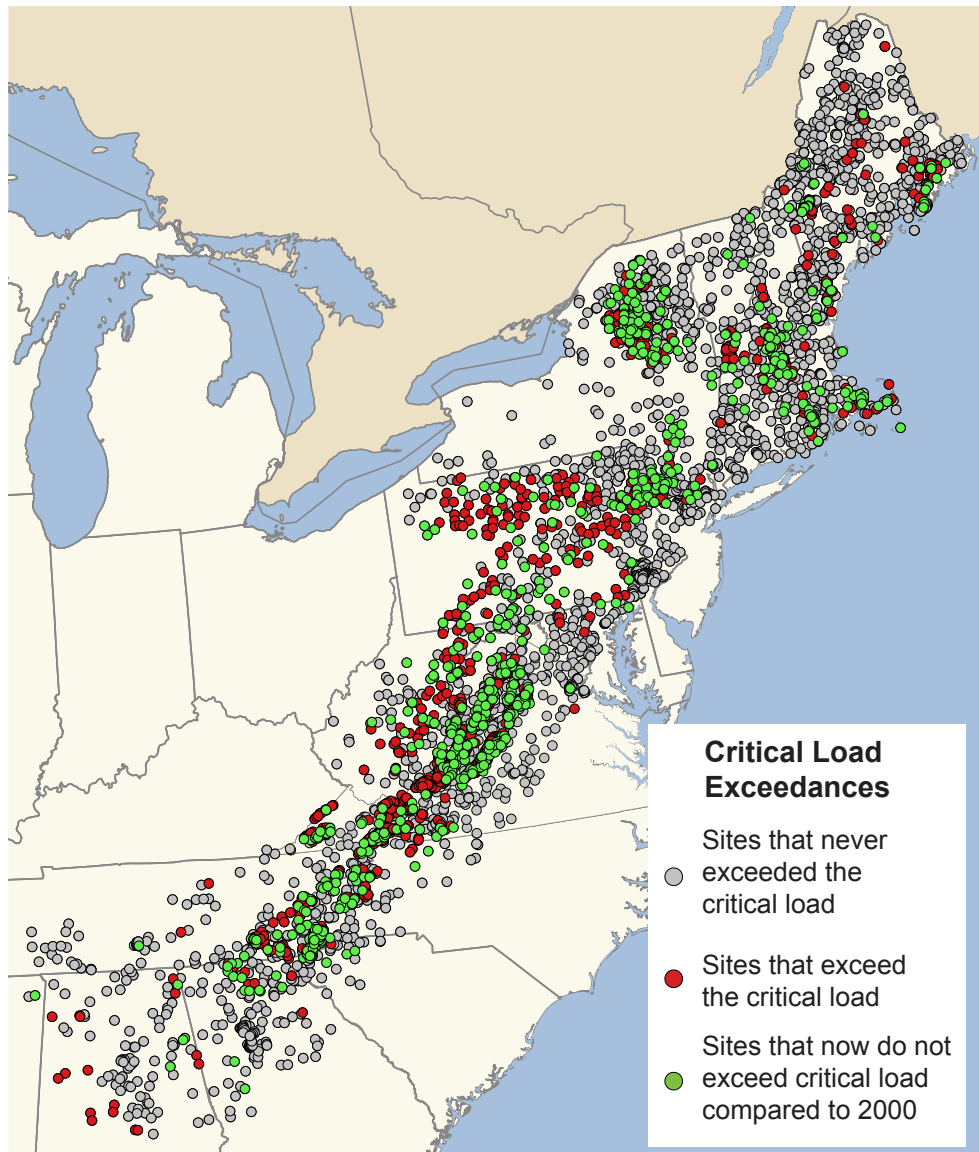 Critical Load
Exceedances
Sites that never
exceeded the
critical load
Sites that exceed
the critical load
Sites that now do not
exceed critical load
compared to 2000